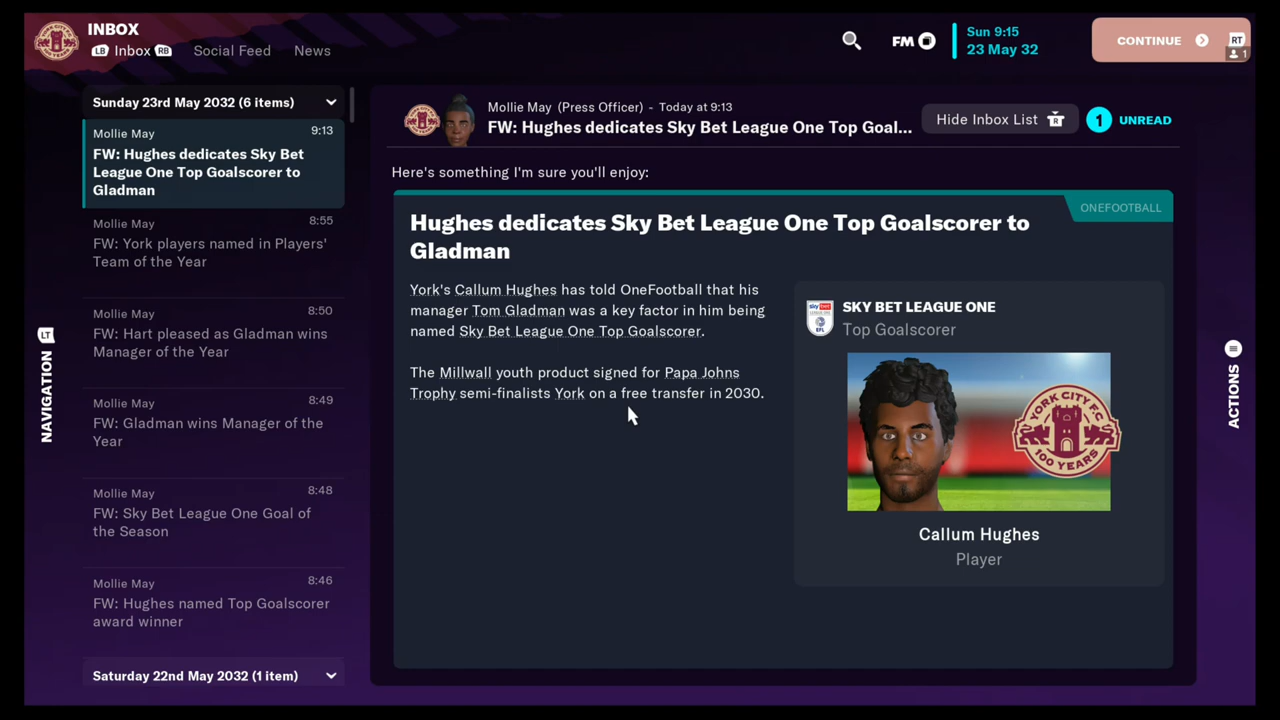 INBOX
LB Inbox RB Social Feed News
FM
Sun 9:15
23 May 32
CONTINUE
RT
1
Sunday 23rd May 2032 (6 items)
Mollie May 9:13
FW: Hughes dedicates Sky Bet
League One Top Goalscorer to
Gladman
Mollie May 8:55
FW: York players named in Players'
Team of the Year
Mollie May 8:50
FW: Hart pleased as Gladman wins
Manager of the Year
Mollie May 8:49
FW: Gladman wins Manager of the
Year
Mollie May 8:48
FW: Sky Bet League One Goal of
the Season
Mollie May 8:46
FW: Hughes named Top Goalscorer
award winner
Saturday 22nd May 2032 (1 item)
LT
NAVIGATION
Mollie May (Press Officer) - Today at 9:13
FW: Hughes dedicates Sky Bet League One Top Goal...
Hide Inbox List R
1 UNREAD
Here's something I'm sure you'll enjoy:
ONEFOOTBALL
Hughes dedicates Sky Bet League One Top Goalscorer to
Gladman
York's Callum Hughes has told OneFootball that his
manager Tom Gladman was a key factor in him being
named Sky Bet League One Top Goalscorer.
The Millwall youth product signed for Papa Johns
Trophy semi-finalists York on a free transfer in 2030.
sky bet
EFL
SKY BET LEAGUE ONE
Top Goalscorer
YORK CITY F.C.
100 YEARS
Callum Hughes
Player
ACTIONS